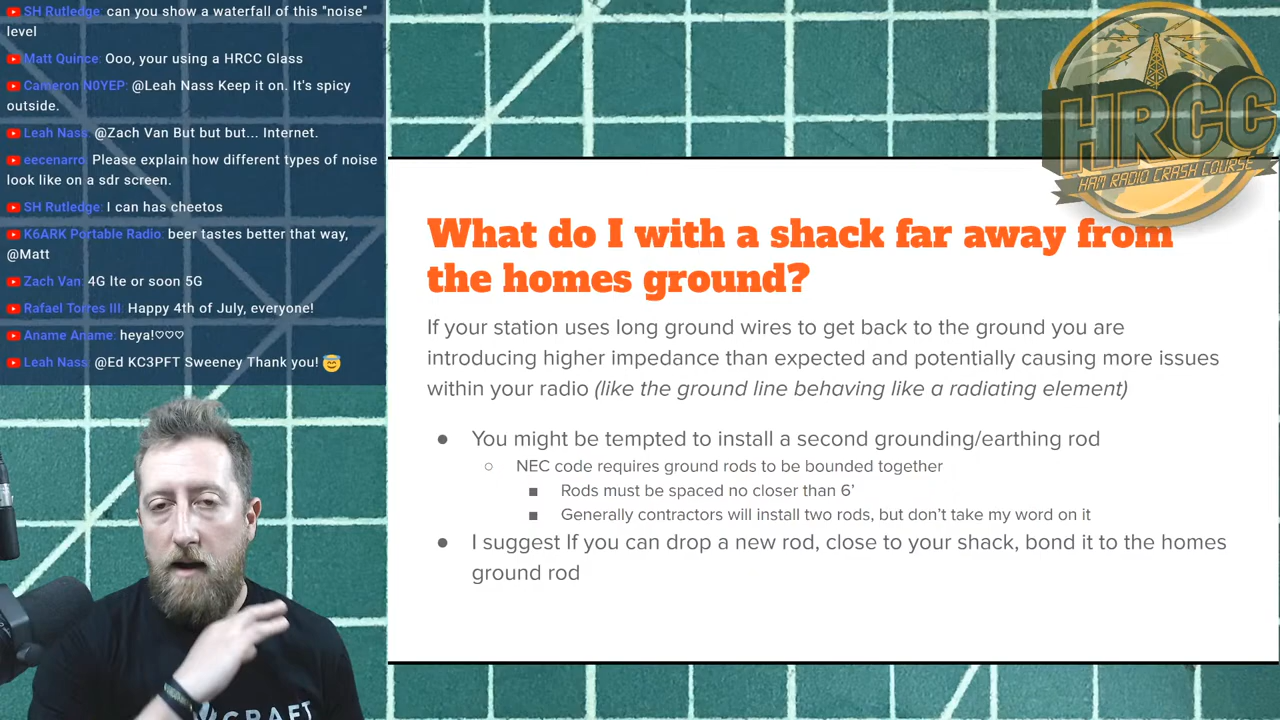 SH Rutledge: can you show a waterfall of this "noise"
level
Matt Quince: Ooo, your using a HRCC Glass
Cameron N0YEP: @Leah Nass Keep it on. It's spicy
outside.
Leah Nass: @Zach Van But but but... Internet.
eecenarro: Please explain how different types of noise
look like on a sdr screen.
SH Rutledge: I can has cheetos
K6ARK Portable Radio: beer tastes better that way,
@Matt
Zach Van: 4G lte or soon 5G
Rafael Torres III: Happy 4th of July, everyone!
Aname Aname: heya!♡♡♡
Leah Nass: @Ed KC3PFT Sweeney Thank you! 😇
HRCC
HAM RADIO CRASH COURSE
What do I with a shack far away from
the homes ground?
If your station uses long ground wires to get back to the ground you are
introducing higher impedance than expected and potentially causing more issues
within your radio (like the ground line behaving like a radiating element)
● You might be tempted to install a second grounding/earthing rod
○ NEC code requires ground rods to be bounded together
■ Rods must be spaced no closer than 6'
■ Generally contractors will install two rods, but don't take my word on it
● I suggest If you can drop a new rod, close to your shack, bond it to the homes
ground rod
CRAFT